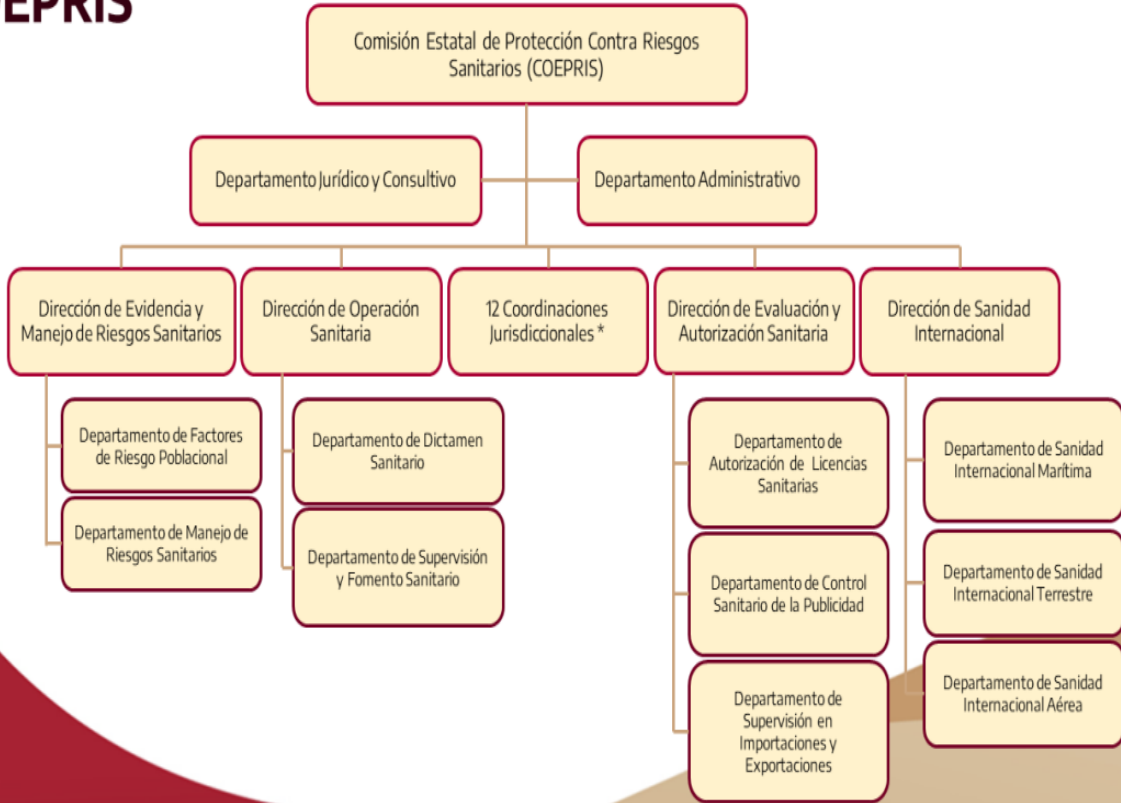 Comisión Estatal de Protección Contra Riesgos
Sanitarios (COEPRIS)
Departamento Jurídico y Consultivo
Departamento Administrativo
Dirección de Evidencia y
Manejo de Riesgos Sanitarios
Dirección de Operación
Sanitaria
12 Coordinaciones
Jurisdiccionales *
Dirección de Evaluación y
Autorización Sanitaria
Dirección de Sanidad
Internacional
Departamento de Factores
de Riesgo Poblacional
Departamento de Manejo de
Riesgos Sanitarios
Departamento de Dictamen
Sanitario
Departamento de Supervisión
y Fomento Sanitario
Departamento de
Autorización de Licencias
Sanitarias
Departamento de Control
Sanitario de la Publicidad
Departamento de
Supervisión en
Importaciones y
Exportaciones
Departamento de Sanidad
Internacional Marítima
Departamento de Sanidad
Internacional Terrestre
Departamento de Sanidad
Internacional Aérea